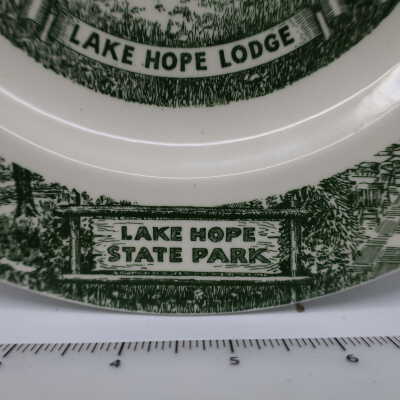 LAKE HOPE LODGE
LAKE HOPE
STATE PARK
4 5 6